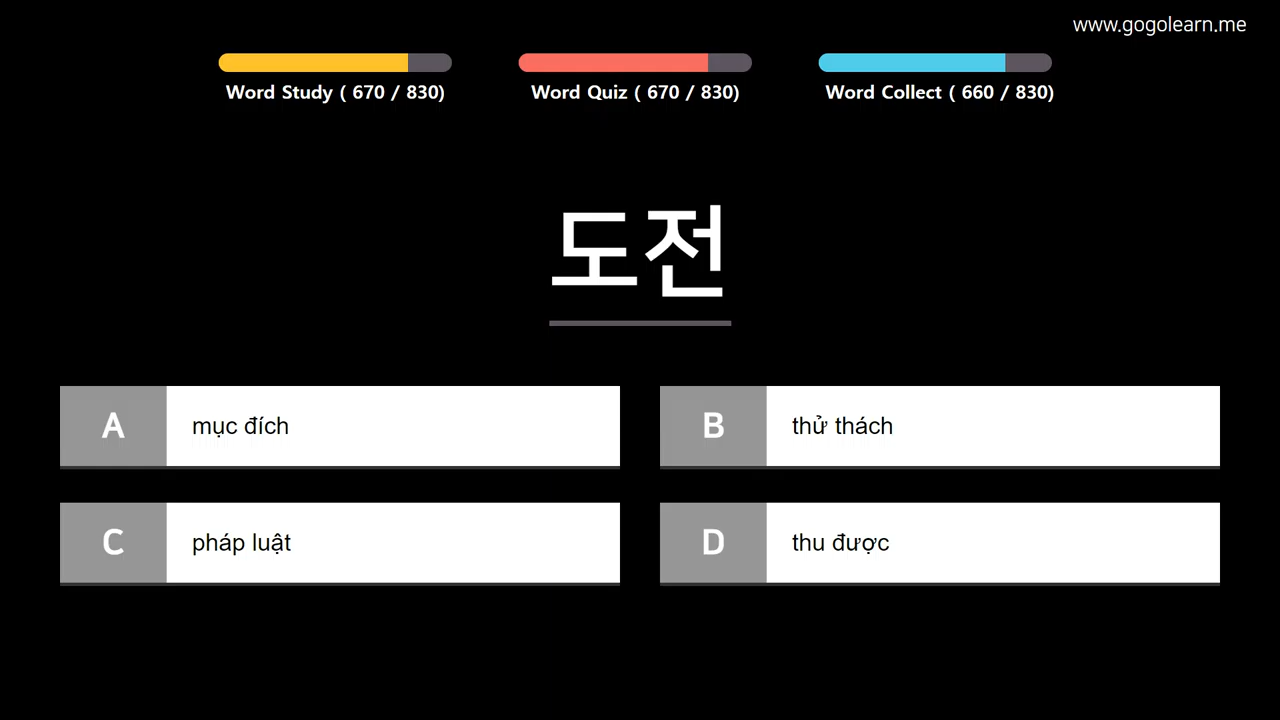 www.gogolearn.me
Word Study ( 670 / 830)
Word Quiz ( 670 / 830)
Word Collect ( 660 / 830)
도전
A mục đích
B thử thách
C pháp luật
D thu được